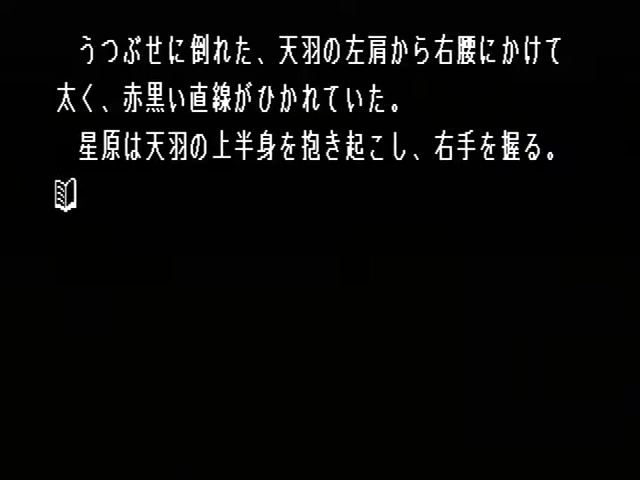 うつぶせに倒れた、天羽の左肩から右腰にかけて
太く、赤黒い直線がひかれていた。
星原は天羽の上半身を抱き起こし、右手を握る。